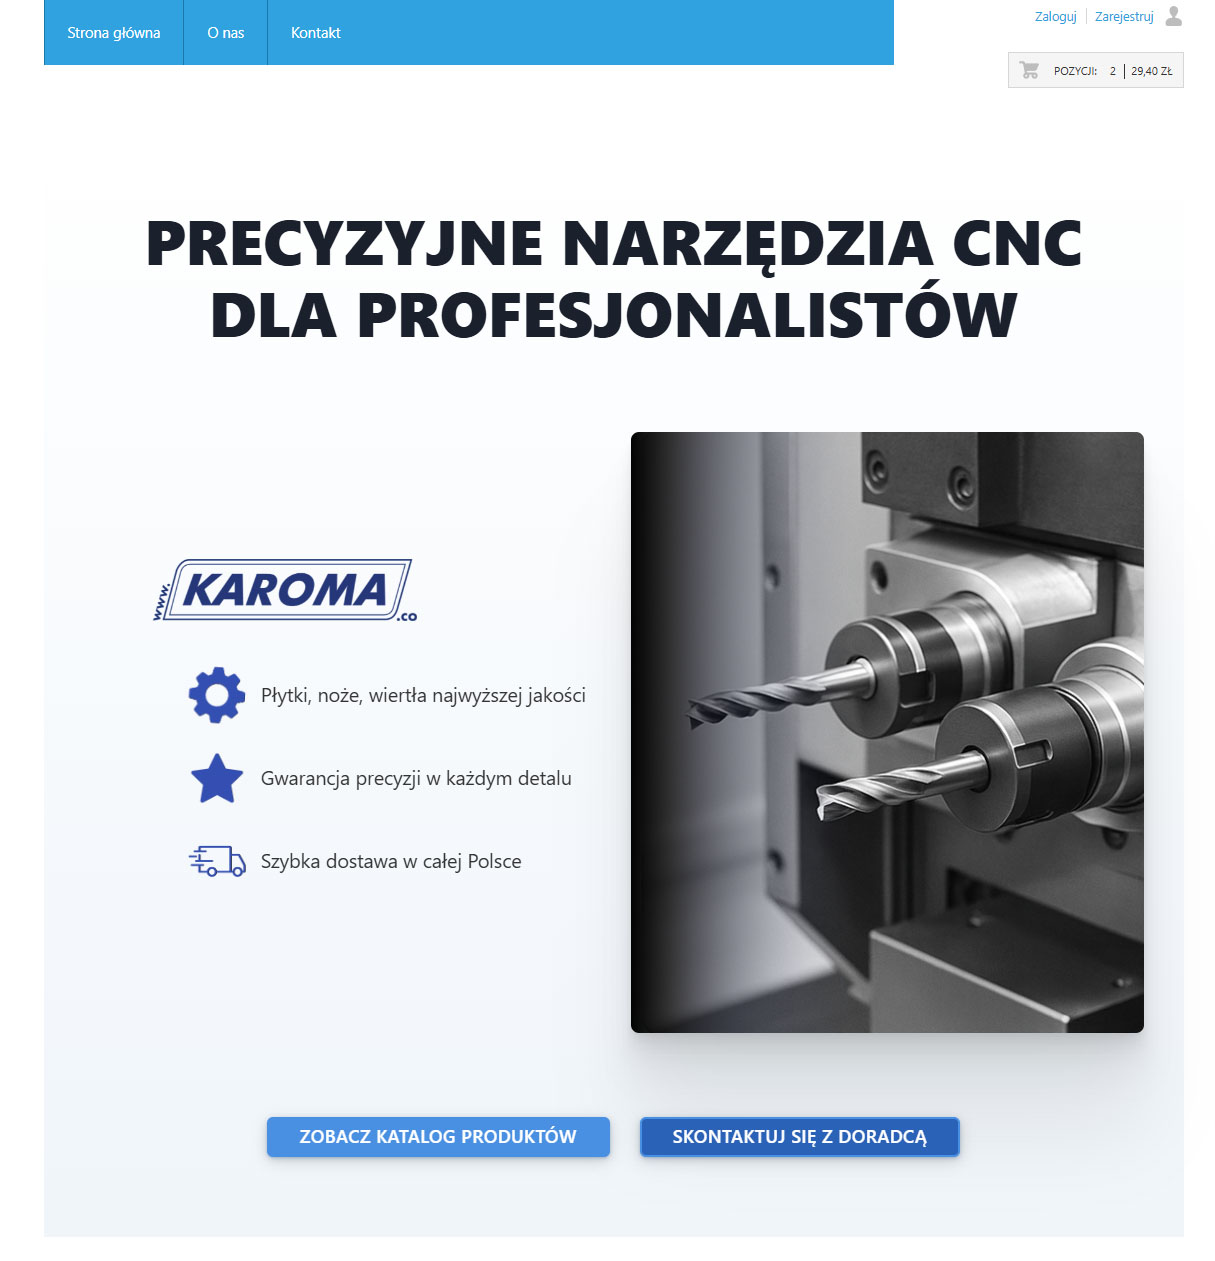 Strona główna
O nas
Kontakt
Zaloguj
Zarejestruj
POZYCJI: 2 29,40 ZŁ
PRECYZYJNE NARZĘDZIA CNC
DLA PROFESJONALISTÓW
www.KAROMA.co
Płytki, noże, wiertła najwyższej jakości
Gwarancja precyzji w każdym detalu
Szybka dostawa w całej Polsce
ZOBACZ KATALOG PRODUKTÓW
SKONTAKTUJ SIĘ Z DORADCĄ